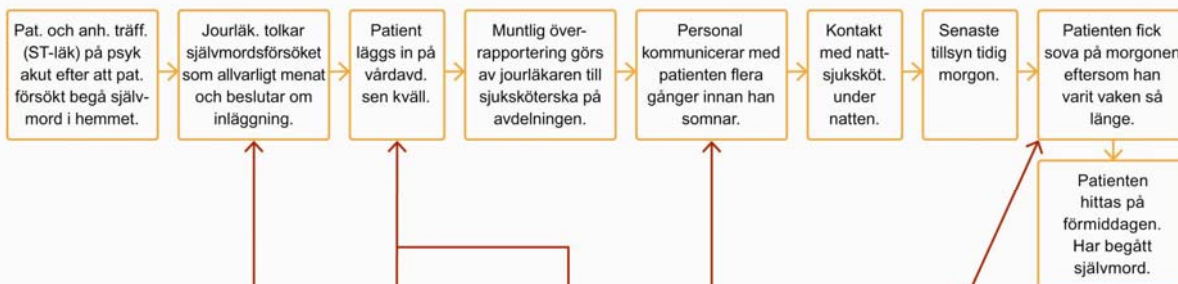 Pat. och anh. träff.
(ST-läk) på psyk
akut efter att pat.
försökt begå själv-
mord i hemmet.
Jourläk. tolkar
självmordsförsöket
som allvarligt menat
och beslutar om
inläggning.
Patient
läggs in på
vårdavd.
sen kväll.
Muntlig över-
rapportering görs
av jourläkaren till
sjuksköterska på
avdelningen.
Personal
kommunicerar med
patienten flera
gånger innan han
somnar.
Kontakt
med natt-
sjuksköt.
under
natten.
Senaste
tillsyn tidig
morgon.
Patienten fick
sova på morgonen
eftersom han
varit vaken så
länge.
Patienten
hittas på
förmiddagen.
Har begått
självmord.